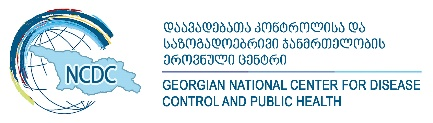 NCDC
დაავადებათა კონტროლისა და
საზოგადოებრივი ჯანმრთელობის
ეროვნული ცენტრი
GEORGIAN NATIONAL CENTER FOR DISEASE
CONTROL AND PUBLIC HEALTH